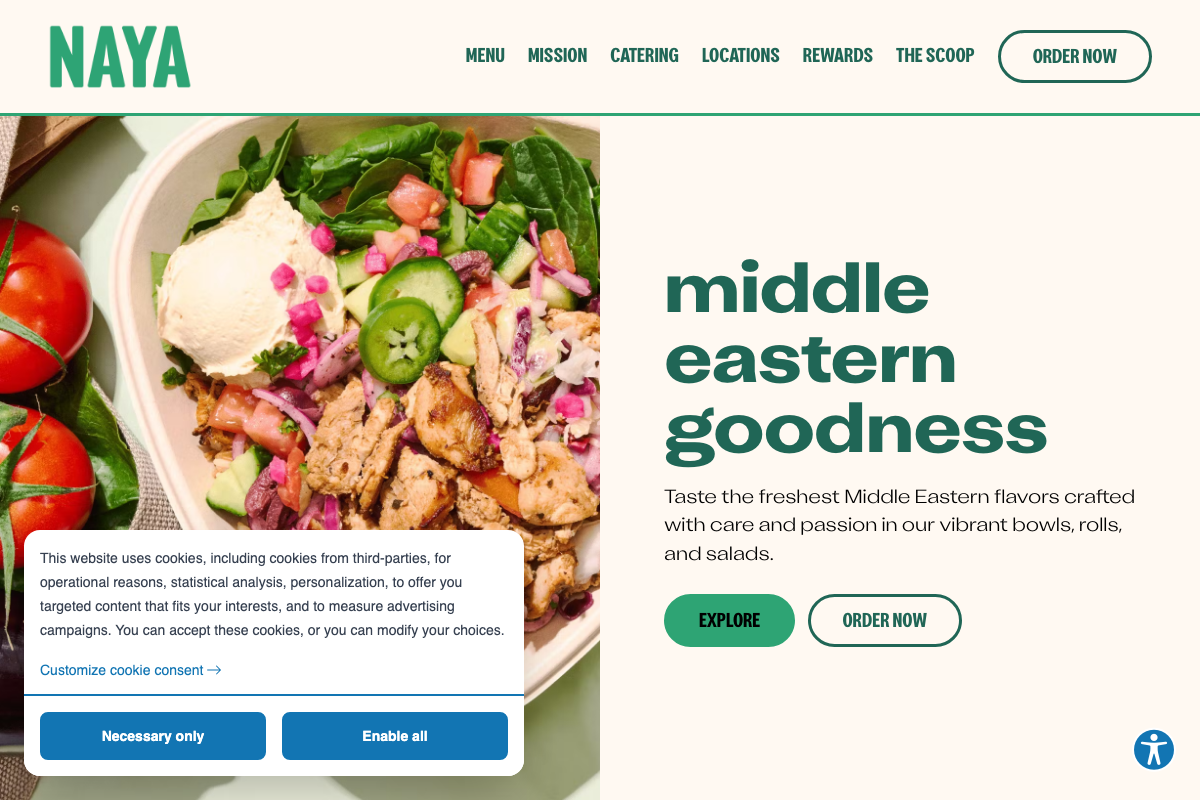 NAYA
MENU
MISSION
CATERING
LOCATIONS
REWARDS
THE SCOOP
ORDER NOW
middle
eastern
goodness
Taste the freshest Middle Eastern flavors crafted
with care and passion in our vibrant bowls, rolls,
and salads.
EXPLORE
ORDER NOW
This website uses cookies, including cookies from third-parties, for
operational reasons, statistical analysis, personalization, to offer you
targeted content that fits your interests, and to measure advertising
campaigns. You can accept these cookies, or you can modify your choices.
Customize cookie consent →
Necessary only
Enable all